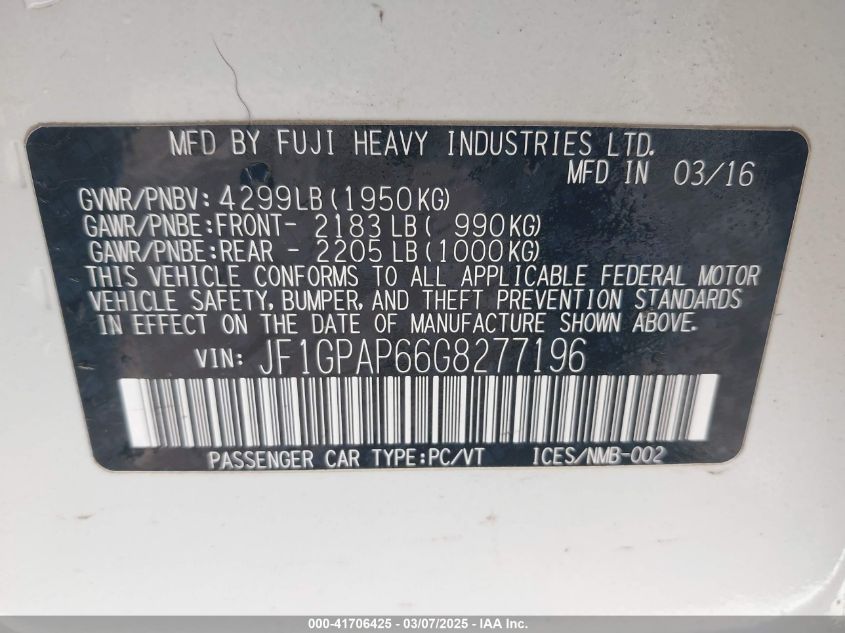 MFD BY FUJI HEAVY INDUSTRIES LTD.
MFD IN 03/16
GVWR/PNBV: 4299LB(1950KG)
GAWR/PNBE:FRONT- 2183LB( 990KG)
GAWR/PNBE:REAR - 2205LB(1000KG)
THIS VEHICLE CONFORMS TO ALL APPLICABLE FEDERAL MOTOR
VEHICLE SAFETY, BUMPER, AND THEFT PREVENTION STANDARDS
IN EFFECT ON THE DATE OF MANUFACTURE SHOWN ABOVE.
VIN: JF1GPAP66G8277196
PASSENGER CAR TYPE:PC/VT ICES/NMB-002
000-41706425 - 03/07/2025 - IAA Inc.